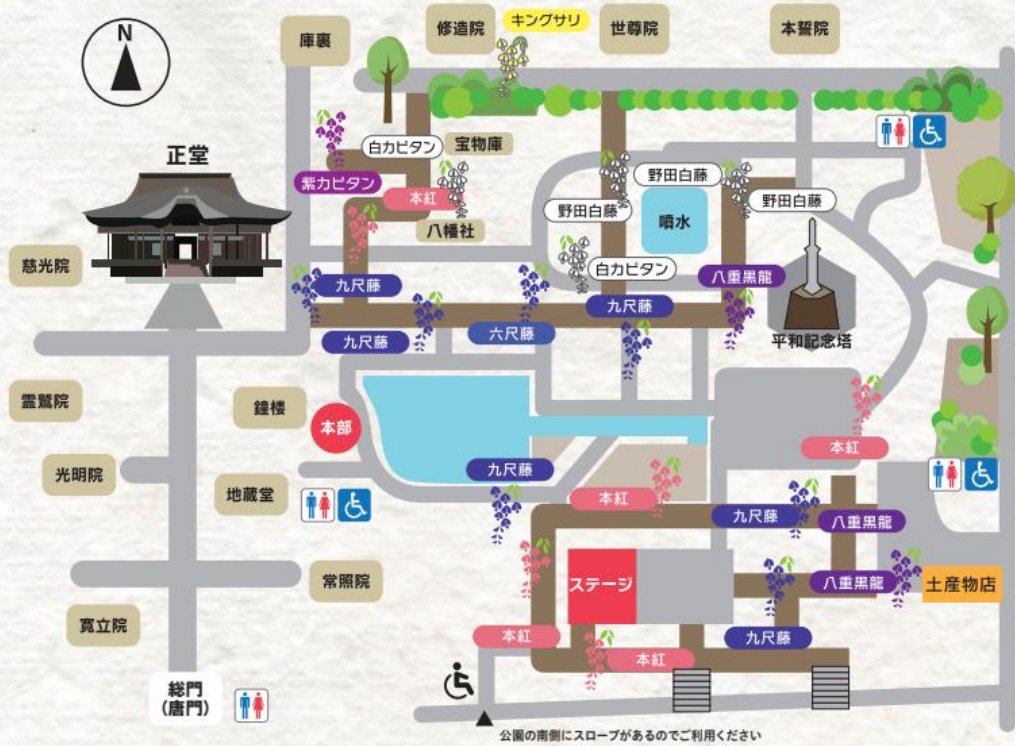 N
庫裏
修造院
キングサリ
世尊院
本誓院
正堂
白カピタン
宝物庫
紫カピタン
本紅
八幡社
野田白藤
野田白藤
野田白藤
噴水
慈光院
九尺藤
白カピタン
八重黒龍
九尺藤
九尺藤
六尺藤
平和記念塔
霊鷲院
鐘楼
本部
本紅
光明院
地蔵堂
九尺藤
本紅
九尺藤
八重黒龍
常照院
ステージ
八重黒龍
土産物店
寛立院
本紅
本紅
九尺藤
総門
(唐門)
公園の南側にスロープがあるのでご利用ください